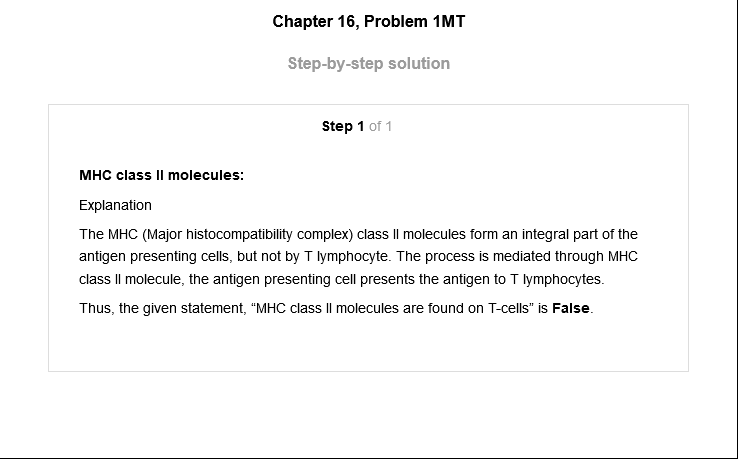 Chapter 16, Problem 1MT
Step-by-step solution
Step 1 of 1
MHC class II molecules:
Explanation
The MHC (Major histocompatibility complex) class II molecules form an integral part of the
antigen presenting cells, but not by T lymphocyte. The process is mediated through MHC
class II molecule, the antigen presenting cell presents the antigen to T lymphocytes.
Thus, the given statement, “MHC class II molecules are found on T-cells” is False.